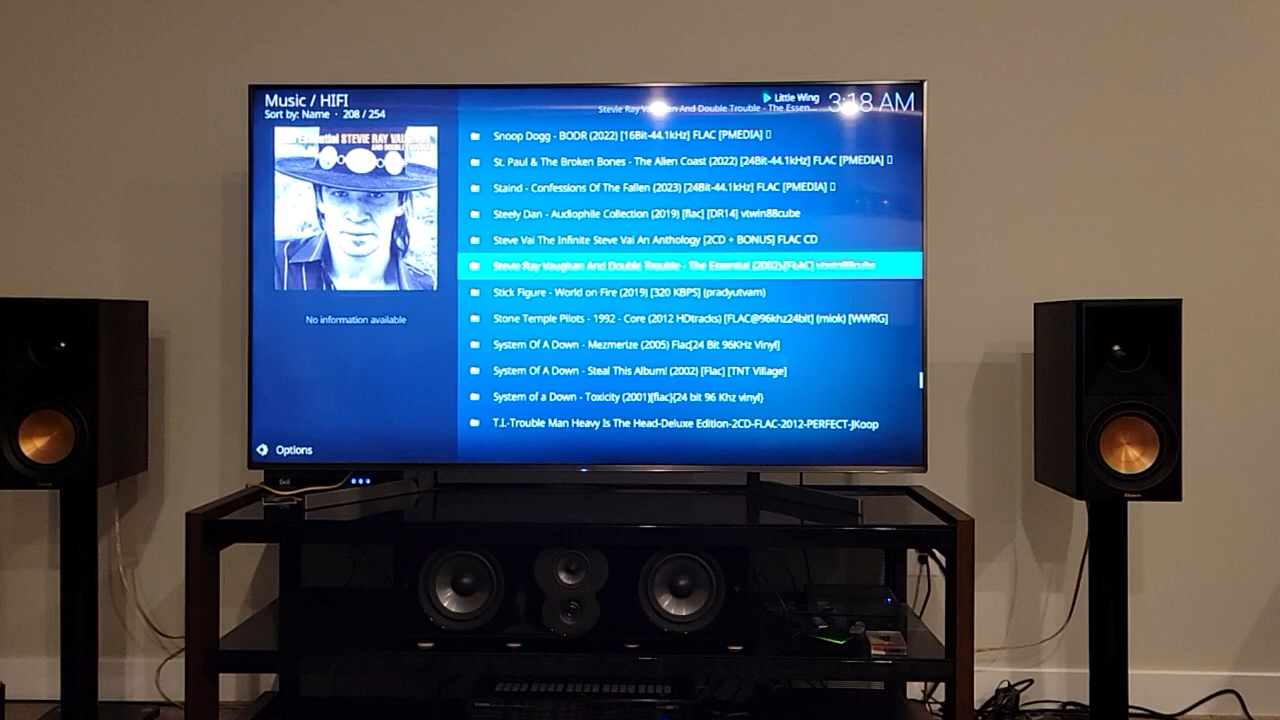 Music / HIFI
Sort by: Name · 208 / 254
Little Wing
3:18 AM
Stevie Ray Vaughan And Double Trouble - The Essen...
STEVIE RAY
Snoop Dogg - BODR (2022) [16Bit-44.1kHz] FLAC [PMEDIA]
St. Paul & The Broken Bones - The Alien Coast (2022) [24Bit-44.1kHz] FLAC [PMEDIA]
Staind - Confessions Of The Fallen (2023) [24Bit-44.1kHz] FLAC [PMEDIA]
Steely Dan - Audiophile Collection (2019) [flac] [DR14] vtwin88cube
Steve Vai The Infinite Steve Vai An Anthology [2CD + BONUS] FLAC CD
Stevie Ray Vaughan And Double Trouble - The Essential (2002)[FLAC] vtwin88cube
Stick Figure - World on Fire (2019) [320 KBPS] (pradyutvam)
Stone Temple Pilots - 1992 - Core (2012 HDtracks) [FLAC@96khz24bit] (miok) [WWRG]
System Of A Down - Mezmerize (2005) Flac[24 Bit 96KHz Vinyl]
System Of A Down - Steal This Album! (2002) [Flac] [TNT Village]
System of a Down - Toxicity (2001)[flac]{24 bit 96 Khz vinyl}
T.I.-Trouble Man Heavy Is The Head-Deluxe Edition-2CD-FLAC-2012-PERFECT-JKoop
No information available
Options
Bell
Klipsch